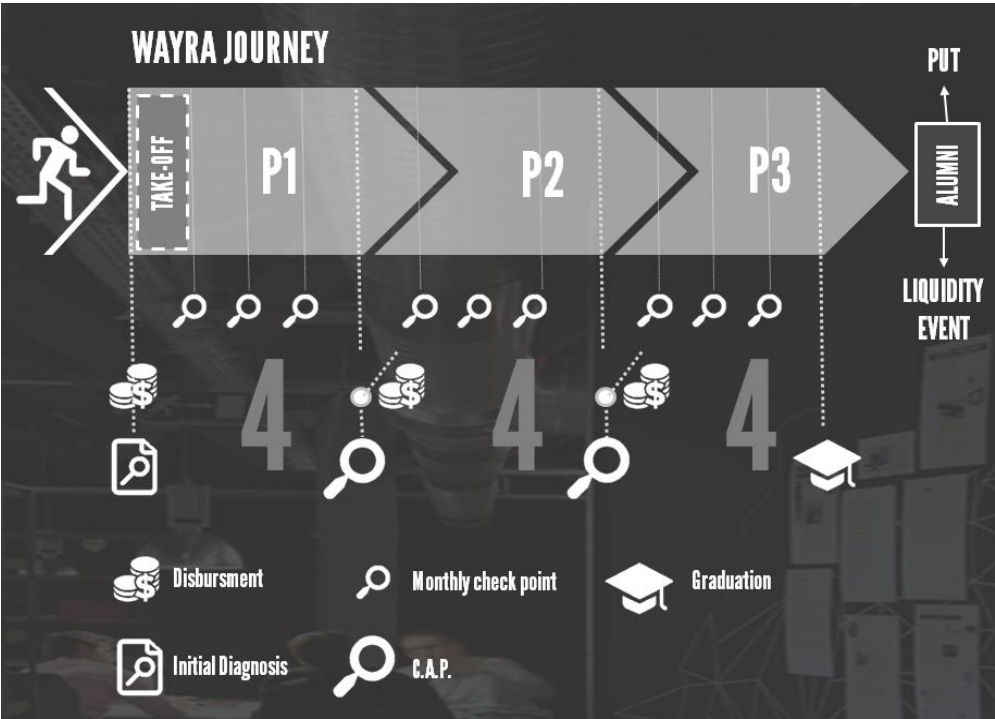 WAYRA JOURNEY
PUT
TAKE-OFF
P1
P2
P3
ALUMNI
LIQUIDITY
EVENT
$
$
$
4
4
4
$
Disbursment
Monthly check point
Graduation
Initial Diagnosis
C.A.P.